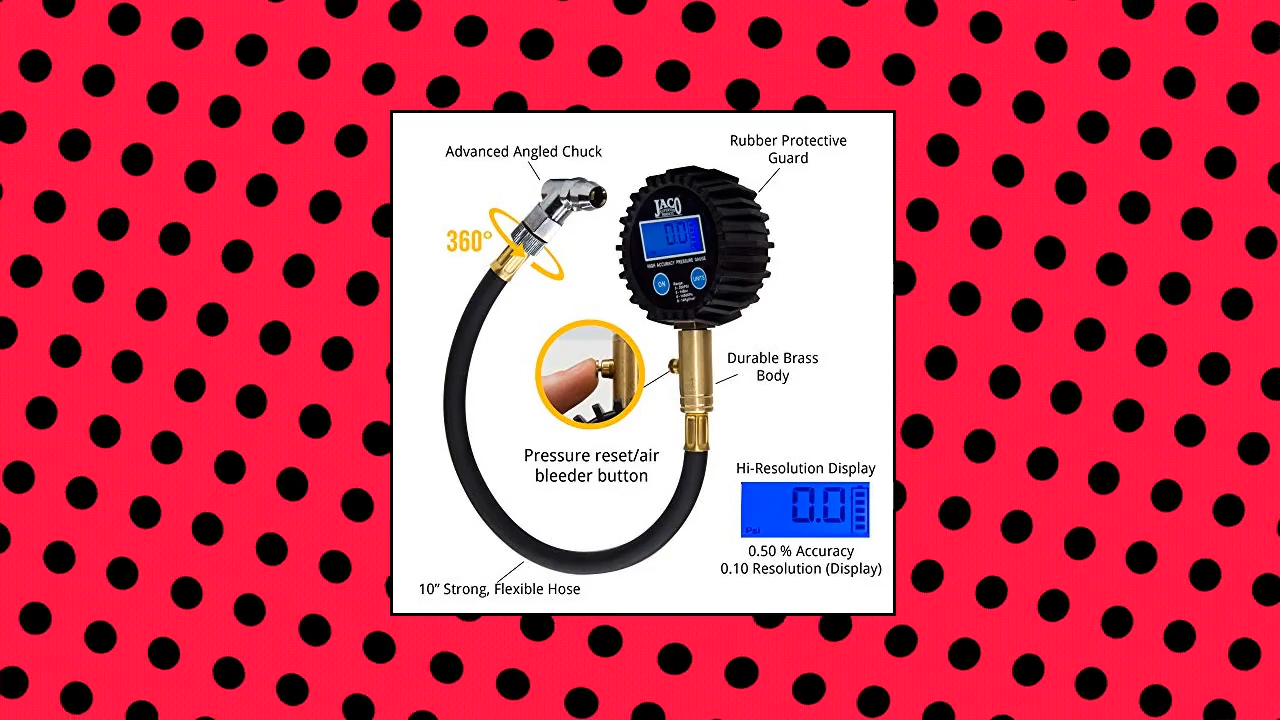 Advanced Angled Chuck
Rubber Protective
Guard
360°
JACO
0.0
HIGH ACCURACY PRESSURE GAUGE
ON
UNITS
Durable Brass
Body
Pressure reset/air
bleeder button
Hi-Resolution Display
0.0
Psi
0.50 % Accuracy
0.10 Resolution (Display)
10” Strong, Flexible Hose